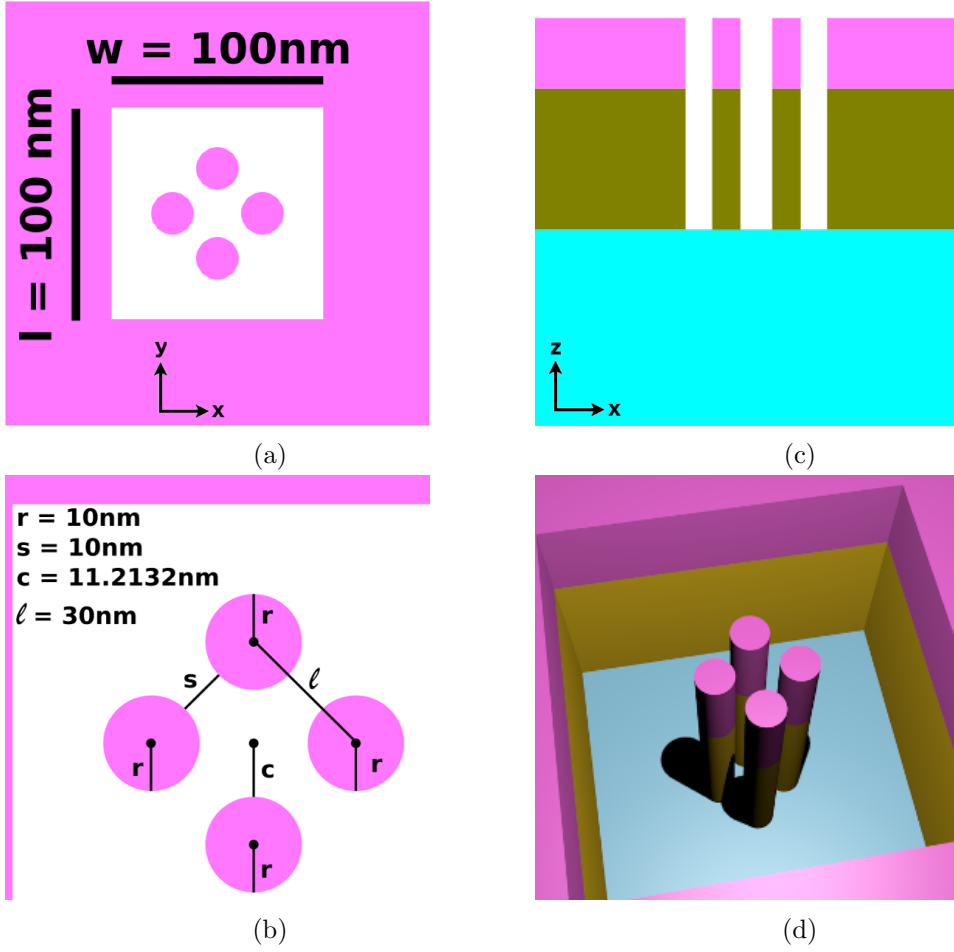 w = 100nm
l = 100 nm
y
x
(a)
z
x
(c)
r = 10nm
s = 10nm
c = 11.2132nm
ℓ = 30nm
r
s
ℓ
r
c
r
r
(b)
(d)